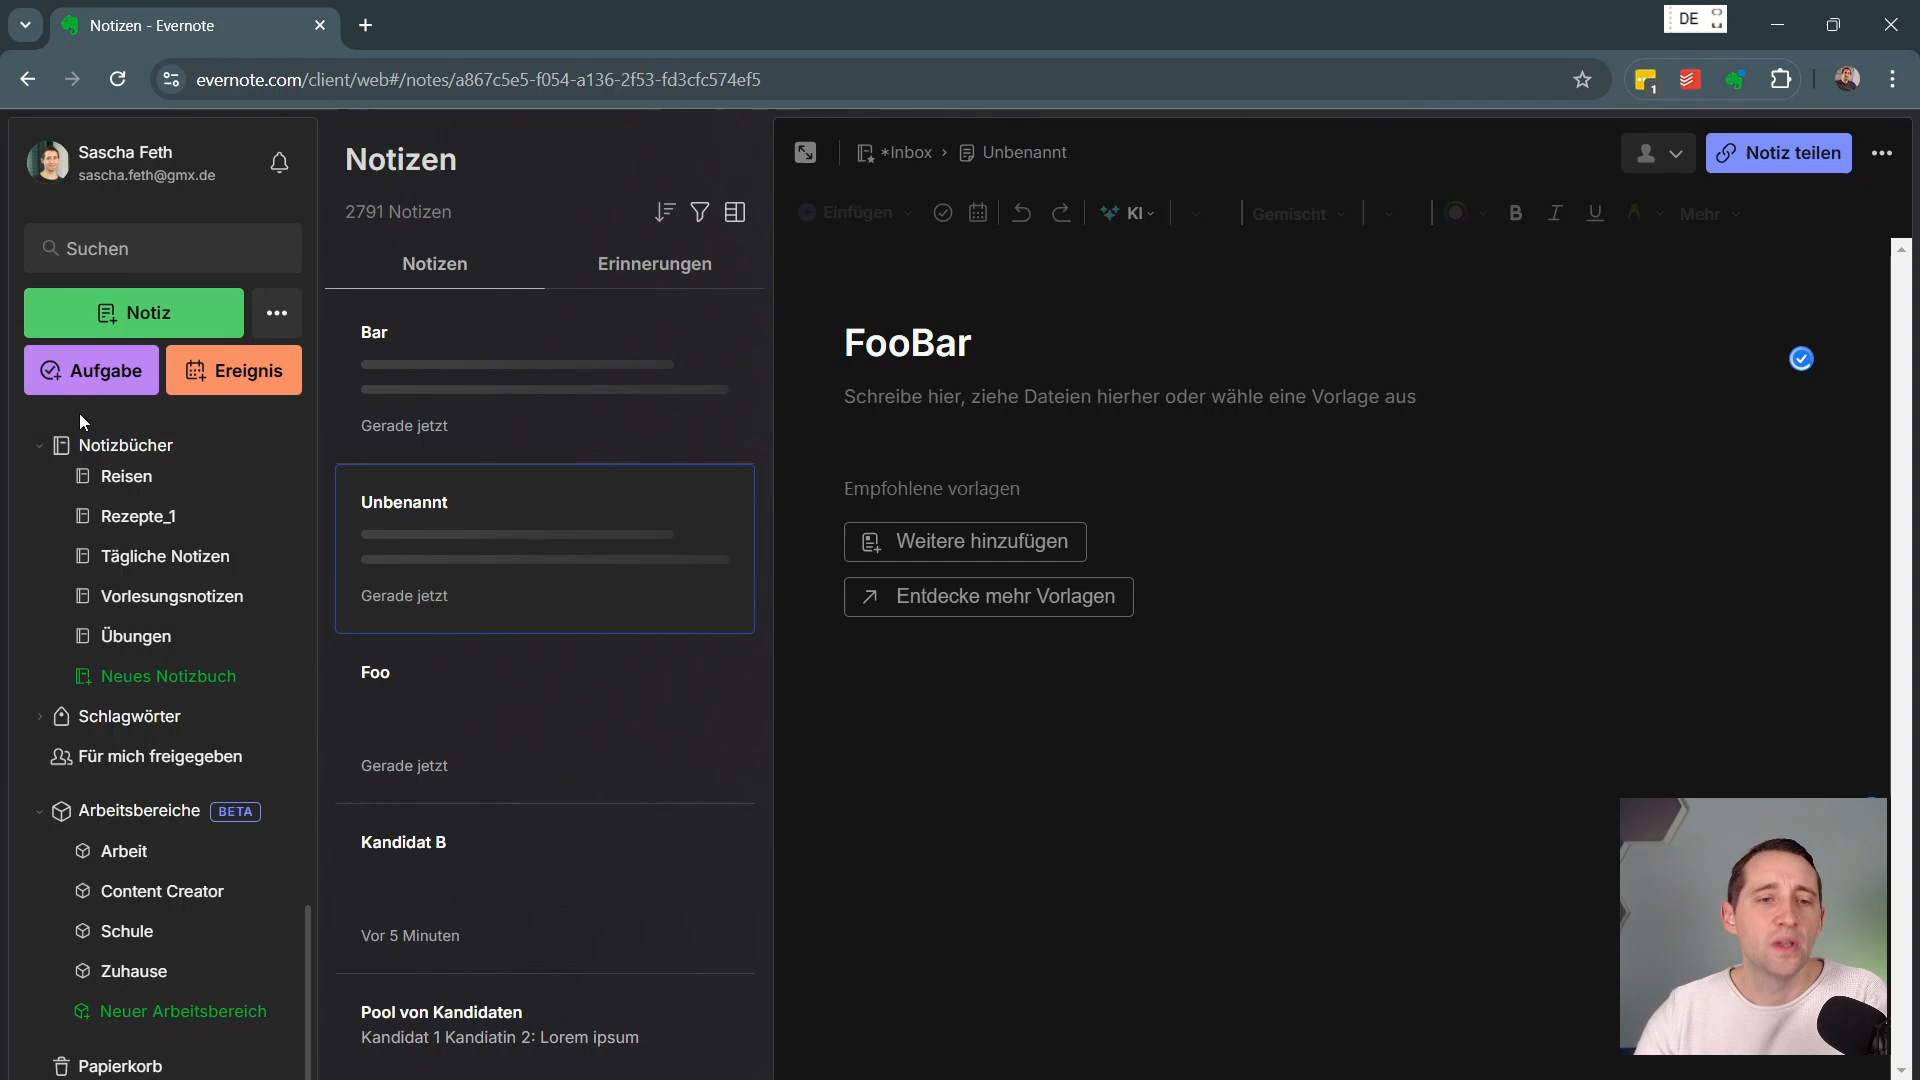 Notizen - Evernote
DE
evernote.com/client/web#/notes/a867c5e5-f054-a136-2f53-fd3cfc574ef5
1
Sascha Feth
sascha.feth@gmx.de
Suchen
Notiz
Aufgabe
Ereignis
Notizbücher
Reisen
Rezepte_1
Tägliche Notizen
Vorlesungsnotizen
Übungen
Neues Notizbuch
Schlagwörter
Für mich freigegeben
Arbeitsbereiche BETA
Arbeit
Content Creator
Schule
Zuhause
Neuer Arbeitsbereich
Papierkorb
Notizen
2791 Notizen
Notizen
Erinnerungen
Bar
Gerade jetzt
Unbenannt
Gerade jetzt
Foo
Gerade jetzt
Kandidat B
Vor 5 Minuten
Pool von Kandidaten
Kandidat 1 Kandiatin 2: Lorem ipsum
*Inbox › Unbenannt
Notiz teilen
Einfügen KI Gemischt B I U A Mehr
FooBar
Schreibe hier, ziehe Dateien hierher oder wähle eine Vorlage aus
Empfohlene vorlagen
Weitere hinzufügen
Entdecke mehr Vorlagen